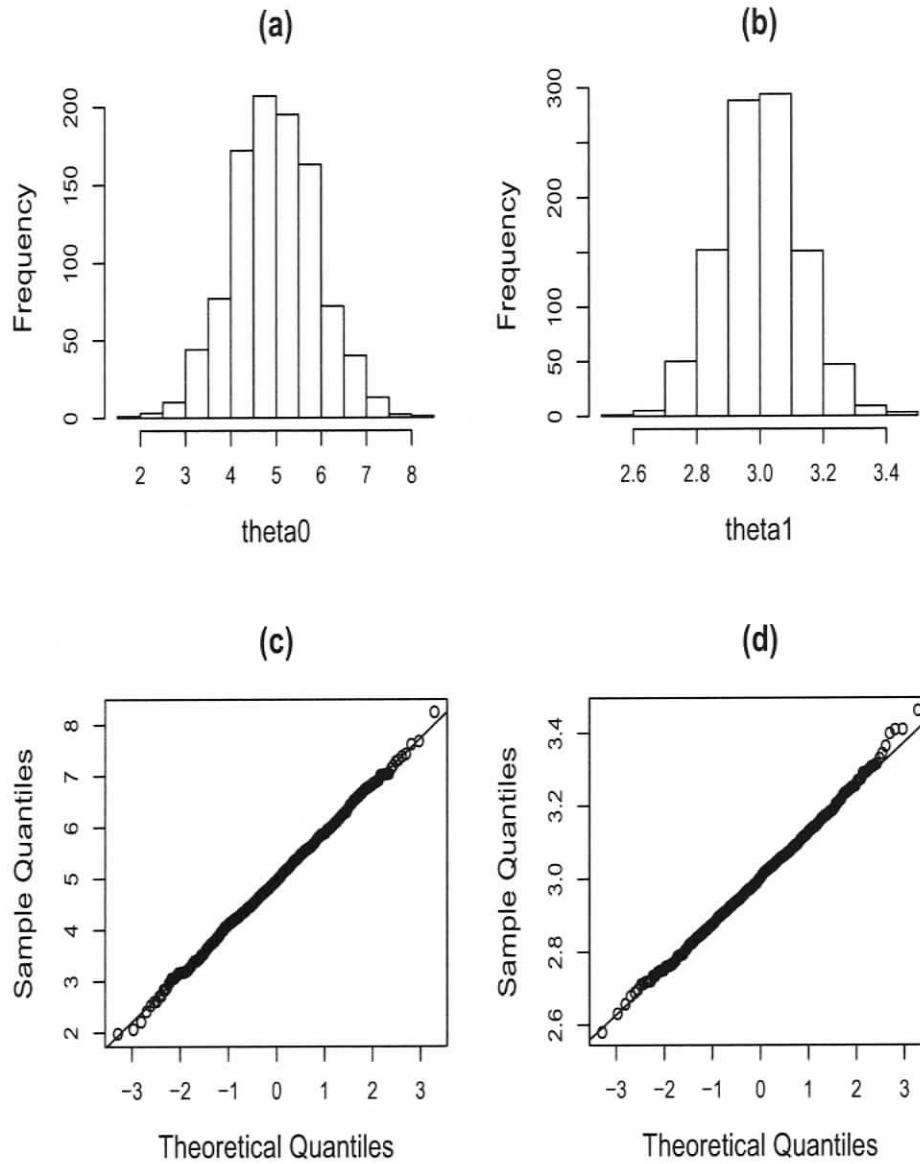 (a)
Frequency
0 50 100 150 200
2 3 4 5 6 7 8
theta0
(b)
Frequency
0 50 100 200 300
2.6 2.8 3.0 3.2 3.4
theta1
(c)
Sample Quantiles
2 3 4 5 6 7 8
−3 −2 −1 0 1 2 3
Theoretical Quantiles
(d)
Sample Quantiles
2.6 2.8 3.0 3.2 3.4
−3 −2 −1 0 1 2 3
Theoretical Quantiles